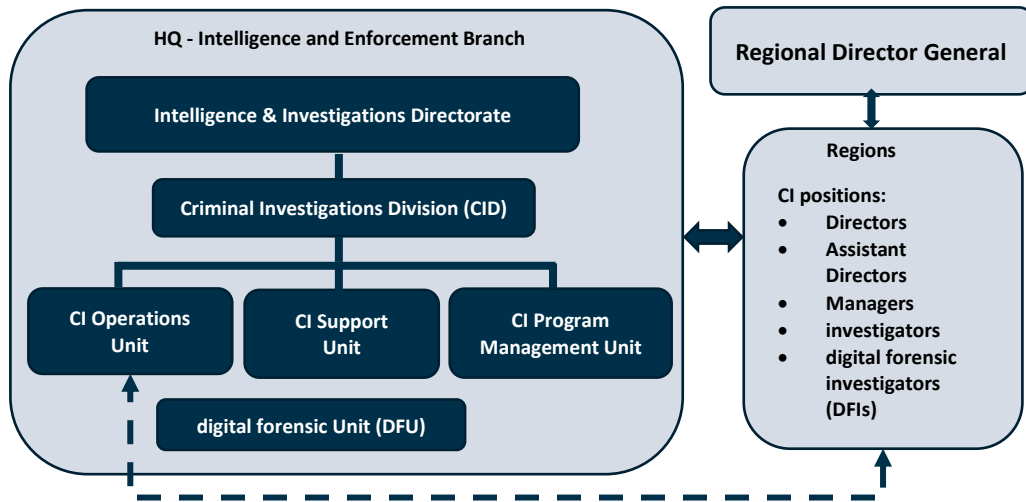 HQ - Intelligence and Enforcement Branch
Intelligence & Investigations Directorate
Criminal Investigations Division (CID)
CI Operations
Unit
CI Support
Unit
CI Program
Management Unit
digital forensic Unit (DFU)
Regional Director General
Regions
CI positions:
• Directors
• Assistant
Directors
• Managers
• investigators
• digital forensic
investigators
(DFIs)